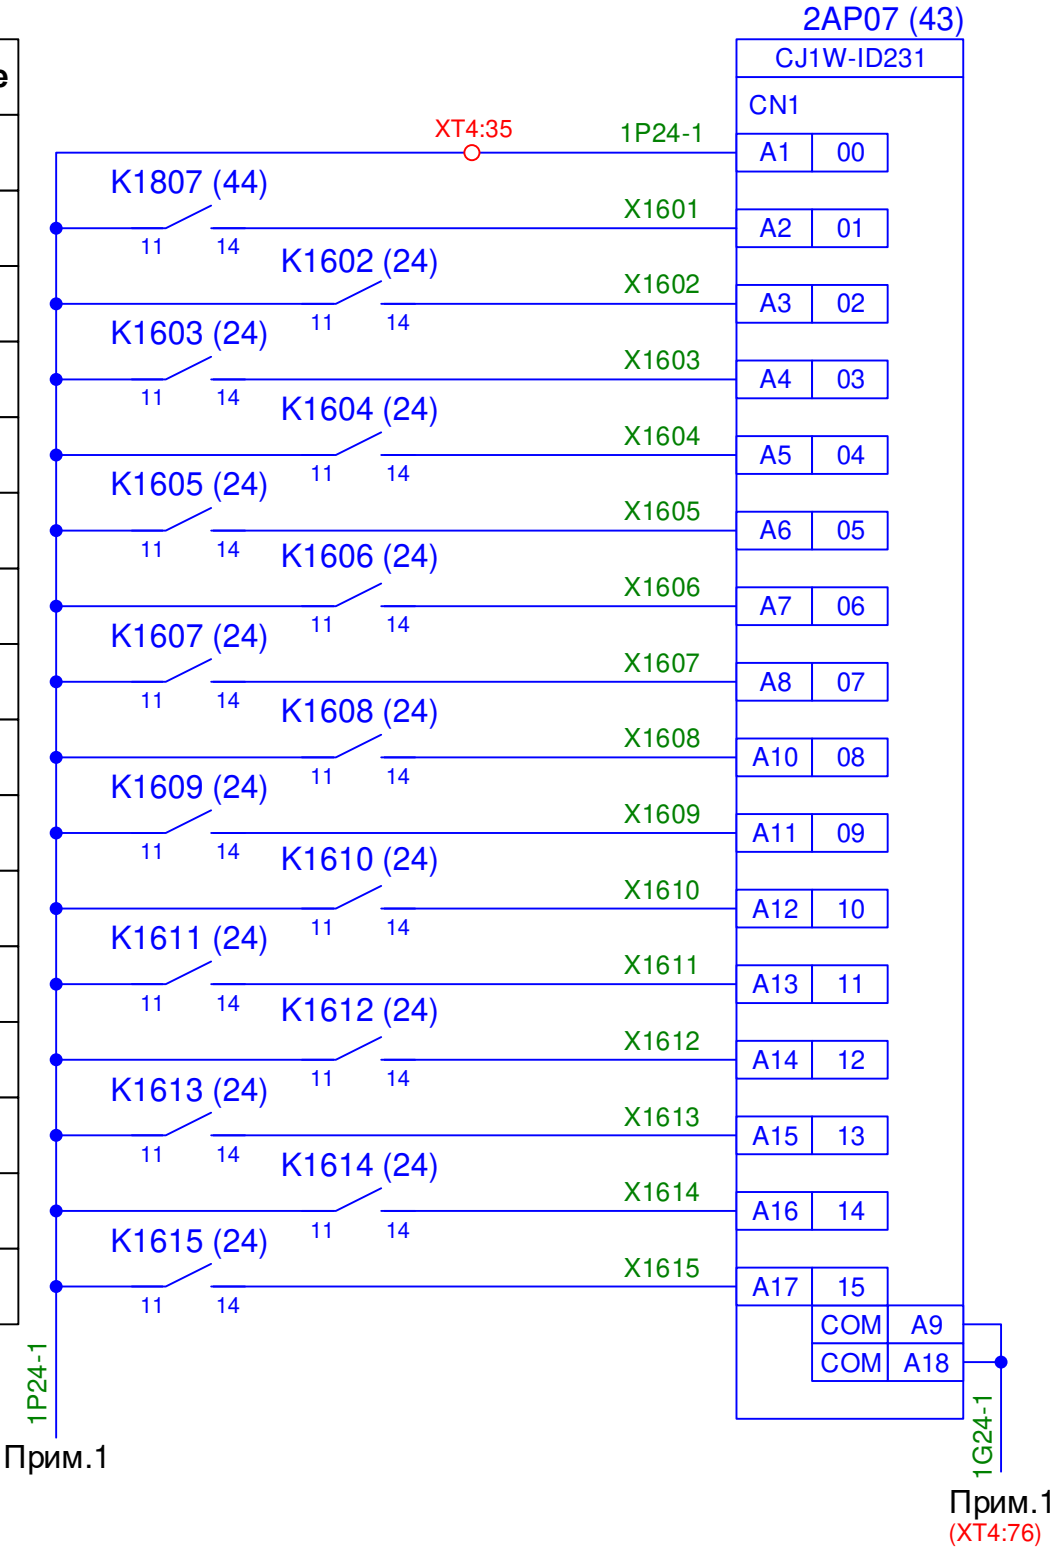 2AP07 (43)
CJ1W-ID231
е
CN1
XT4:35 1P24-1 A1 00
K1807 (44)
X1601
11 14 A2 01
K1602 (24)
X1602
11 14 A3 02
K1603 (24)
X1603
11 14 A4 03
K1604 (24)
X1604
11 14 A5 04
K1605 (24)
X1605
11 14 A6 05
K1606 (24)
X1606
11 14 A7 06
K1607 (24)
X1607
11 14 A8 07
K1608 (24)
X1608
11 14 A10 08
K1609 (24)
X1609
11 14 A11 09
K1610 (24)
X1610
11 14 A12 10
K1611 (24)
X1611
11 14 A13 11
K1612 (24)
X1612
11 14 A14 12
K1613 (24)
X1613
11 14 A15 13
K1614 (24)
X1614
11 14 A16 14
K1615 (24)
X1615
11 14 A17 15
COM A9
COM A18
1P24-1
1G24-1
Прим.1
Прим.1
(XT4:76)